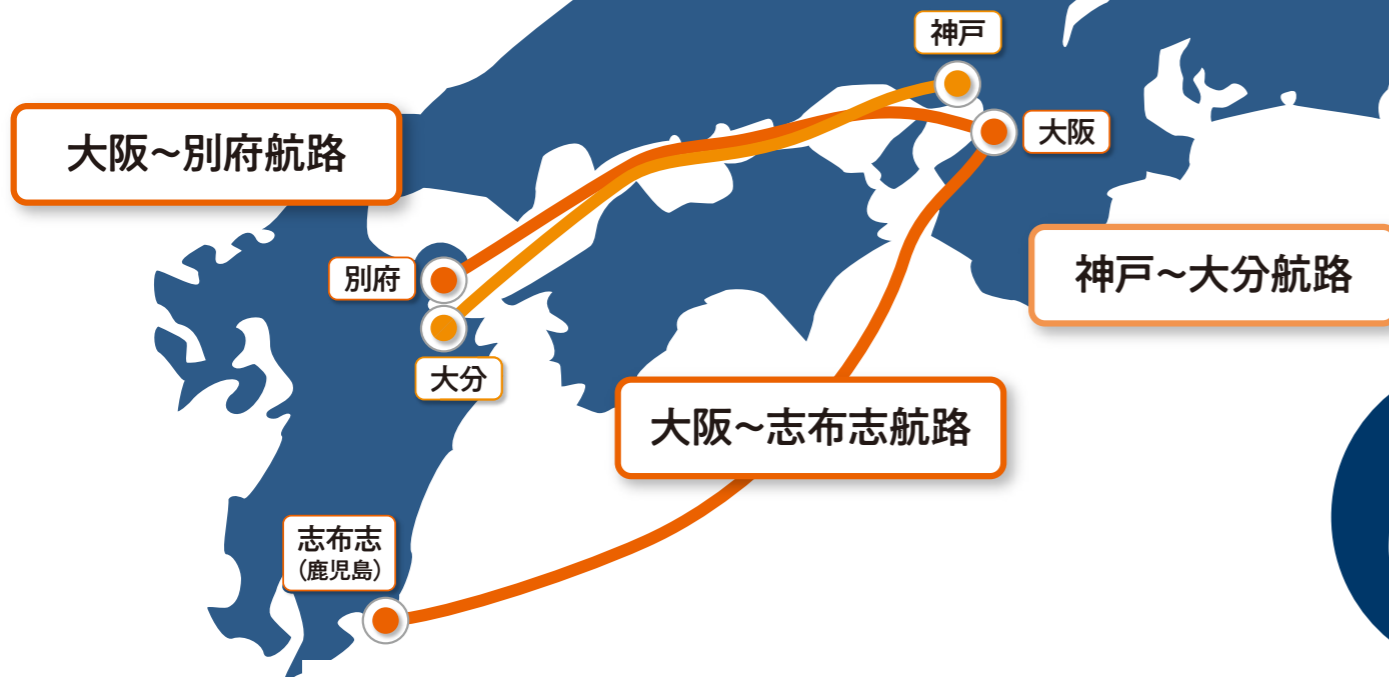 神戸
大阪～別府航路
大阪
別府
神戸～大分航路
大分
大阪～志布志航路
志布志
（鹿児島）